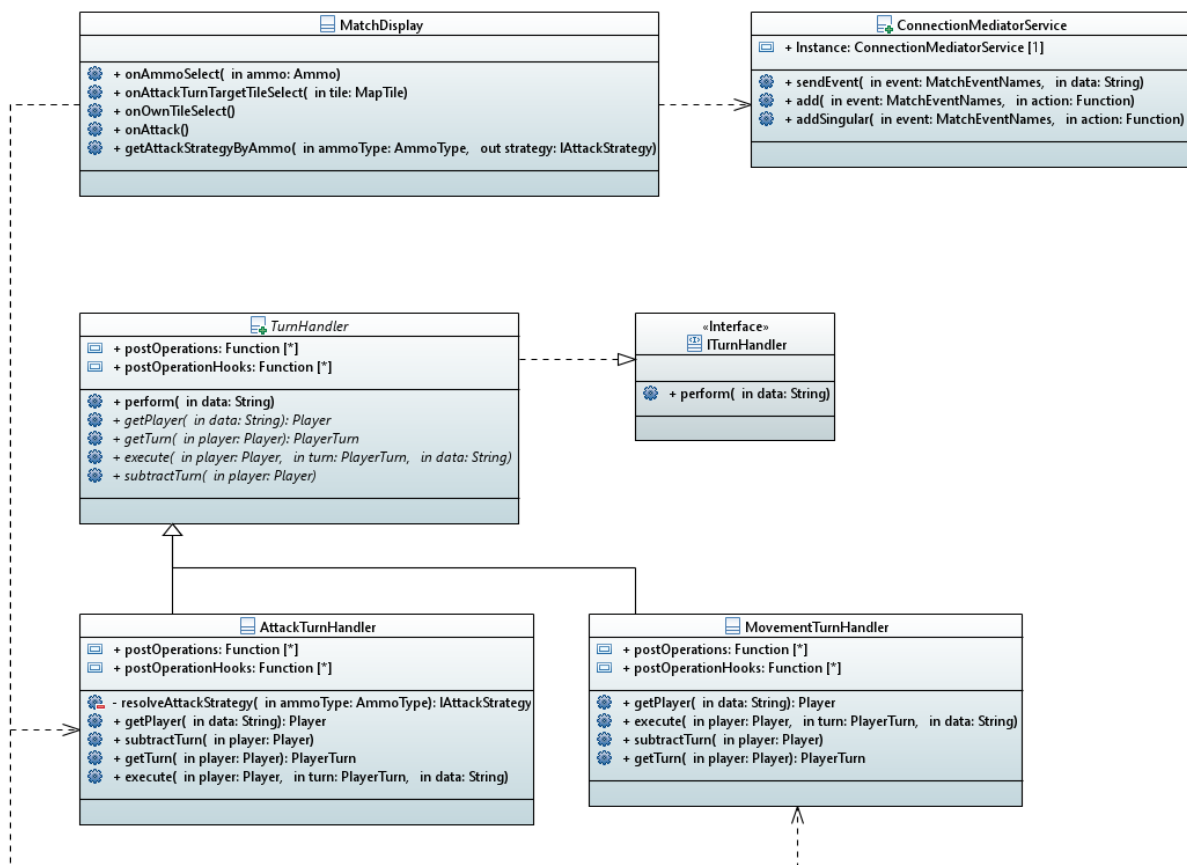 MatchDisplay
+ onAmmoSelect( in ammo: Ammo)
+ onAttackTurnTargetTileSelect( in tile: MapTile)
+ onOwnTileSelect()
+ onAttack()
+ getAttackStrategyByAmmo( in ammoType: AmmoType, out strategy: IAttackStrategy)
ConnectionMediatorService
+ Instance: ConnectionMediatorService [1]
+ sendEvent( in event: MatchEventNames, in data: String)
+ add( in event: MatchEventNames, in action: Function)
+ addSingular( in event: MatchEventNames, in action: Function)
TurnHandler
+ postOperations: Function [*]
+ postOperationHooks: Function [*]
+ perform( in data: String)
+ getPlayer( in data: String): Player
+ getTurn( in player: Player): PlayerTurn
+ execute( in player: Player, in turn: PlayerTurn, in data: String)
+ subtractTurn( in player: Player)
«Interface»
ITurnHandler
+ perform( in data: String)
AttackTurnHandler
+ postOperations: Function [*]
+ postOperationHooks: Function [*]
- resolveAttackStrategy( in ammoType: AmmoType): IAttackStrategy
+ getPlayer( in data: String): Player
+ subtractTurn( in player: Player)
+ getTurn( in player: Player): PlayerTurn
+ execute( in player: Player, in turn: PlayerTurn, in data: String)
MovementTurnHandler
+ postOperations: Function [*]
+ postOperationHooks: Function [*]
+ getPlayer( in data: String): Player
+ execute( in player: Player, in turn: PlayerTurn, in data: String)
+ subtractTurn( in player: Player)
+ getTurn( in player: Player): PlayerTurn